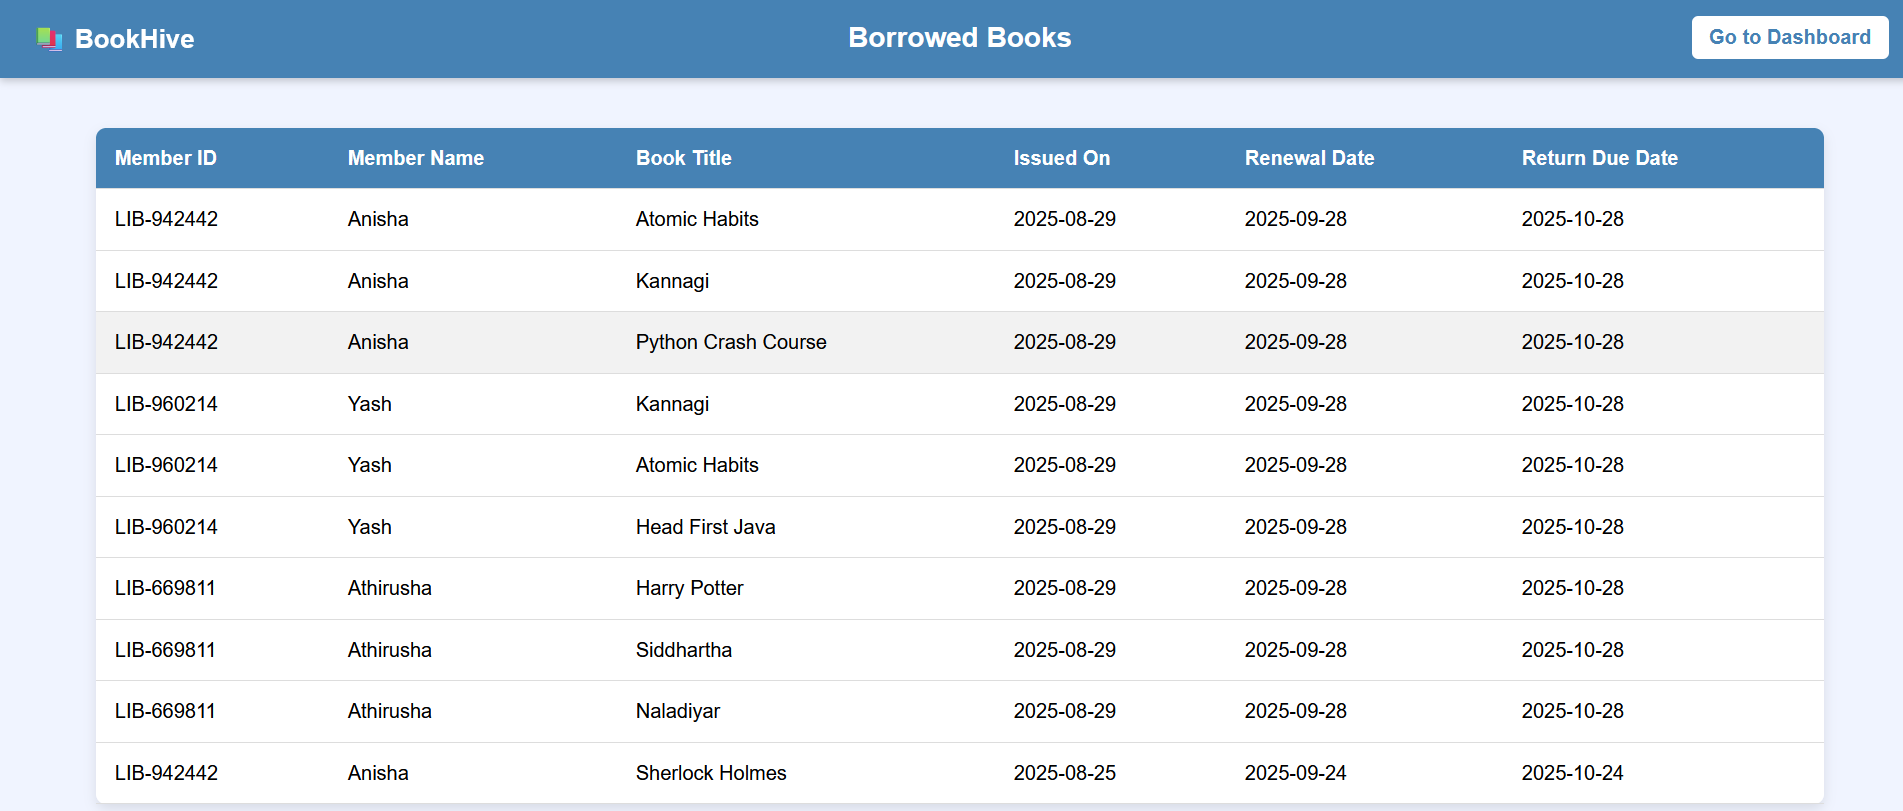 BookHive
Borrowed Books
Go to Dashboard
Member ID Member Name Book Title Issued On Renewal Date Return Due Date
LIB-942442 Anisha Atomic Habits 2025-08-29 2025-09-28 2025-10-28
LIB-942442 Anisha Kannagi 2025-08-29 2025-09-28 2025-10-28
LIB-942442 Anisha Python Crash Course 2025-08-29 2025-09-28 2025-10-28
LIB-960214 Yash Kannagi 2025-08-29 2025-09-28 2025-10-28
LIB-960214 Yash Atomic Habits 2025-08-29 2025-09-28 2025-10-28
LIB-960214 Yash Head First Java 2025-08-29 2025-09-28 2025-10-28
LIB-669811 Athirusha Harry Potter 2025-08-29 2025-09-28 2025-10-28
LIB-669811 Athirusha Siddhartha 2025-08-29 2025-09-28 2025-10-28
LIB-669811 Athirusha Naladiyar 2025-08-29 2025-09-28 2025-10-28
LIB-942442 Anisha Sherlock Holmes 2025-08-25 2025-09-24 2025-10-24